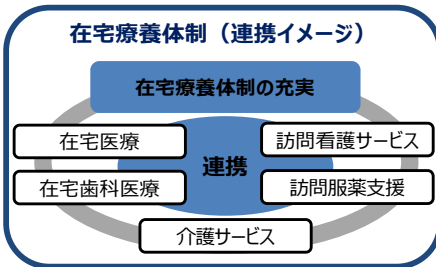 在宅療養体制（連携イメージ）
在宅療養体制の充実
在宅医療
訪問看護サービス
連携
在宅歯科医療
訪問服薬支援
介護サービス